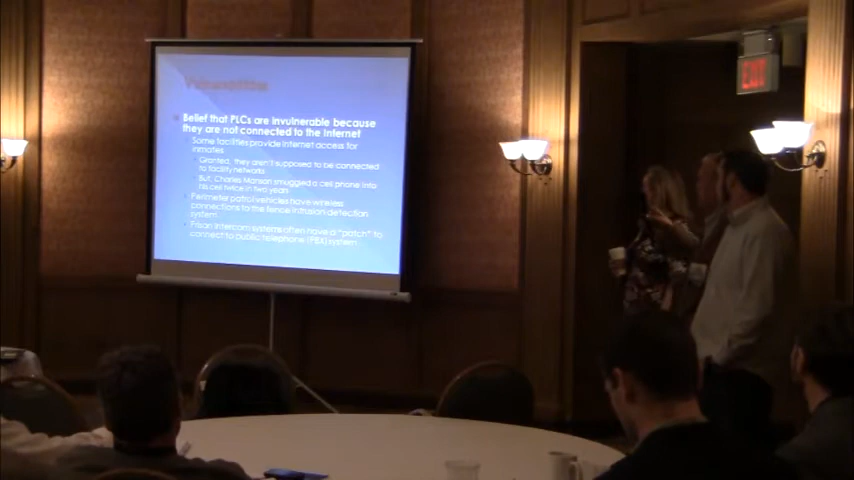 Vulnerabilities
Belief that PLCs are invulnerable because
they are not connected to the Internet
Some facilities provide internet access for
inmates
Granted, they aren't supposed to be connected
to facility networks
But, Charles Manson smuggled a cell phone into
his cell twice in two years
Perimeter patrol vehicles have wireless
connections to the fence intrusion detection
system
Prison intercom systems often have a "patch" to
connect to public telephone (PBX) system
EXIT